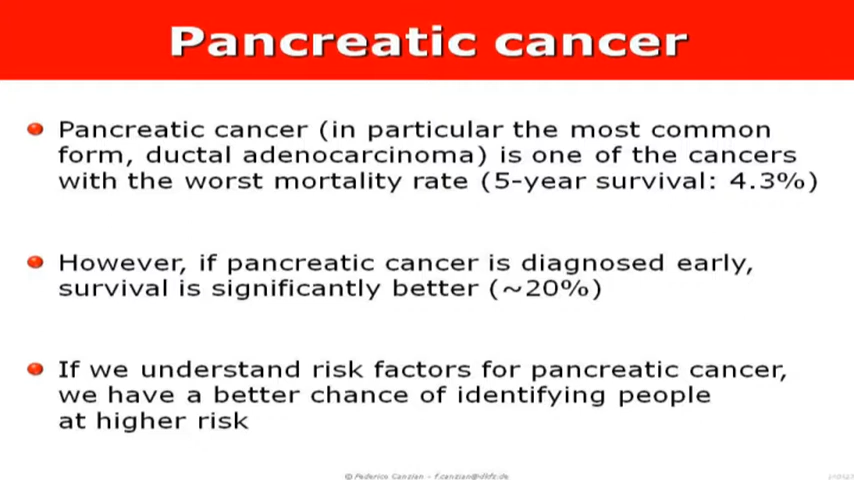 Pancreatic cancer
Pancreatic cancer (in particular the most common
form, ductal adenocarcinoma) is one of the cancers
with the worst mortality rate (5-year survival: 4.3%)
However, if pancreatic cancer is diagnosed early,
survival is significantly better (~20%)
If we understand risk factors for pancreatic cancer,
we have a better chance of identifying people
at higher risk
© Federico Canzian – f.canzian@dkfz.de